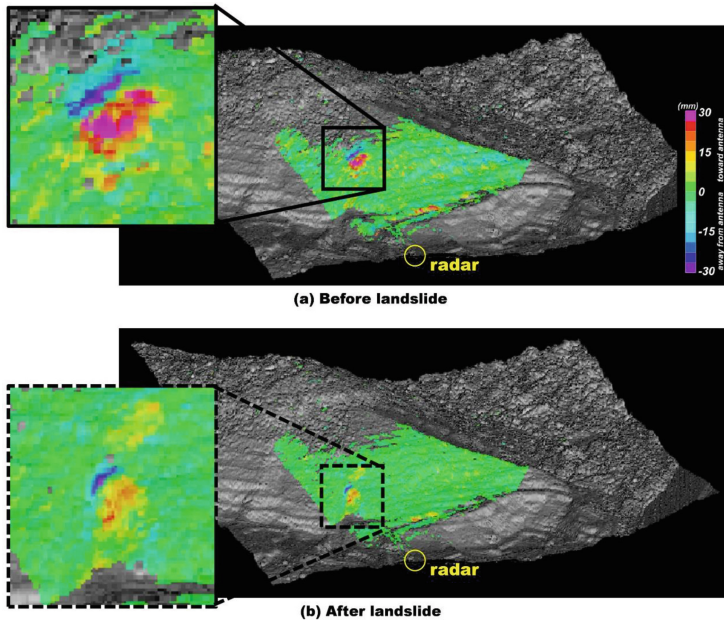 (mm)
30
15
0
-15
-30
toward antenna
away from antenna
radar
(a) Before landslide
radar
(b) After landslide